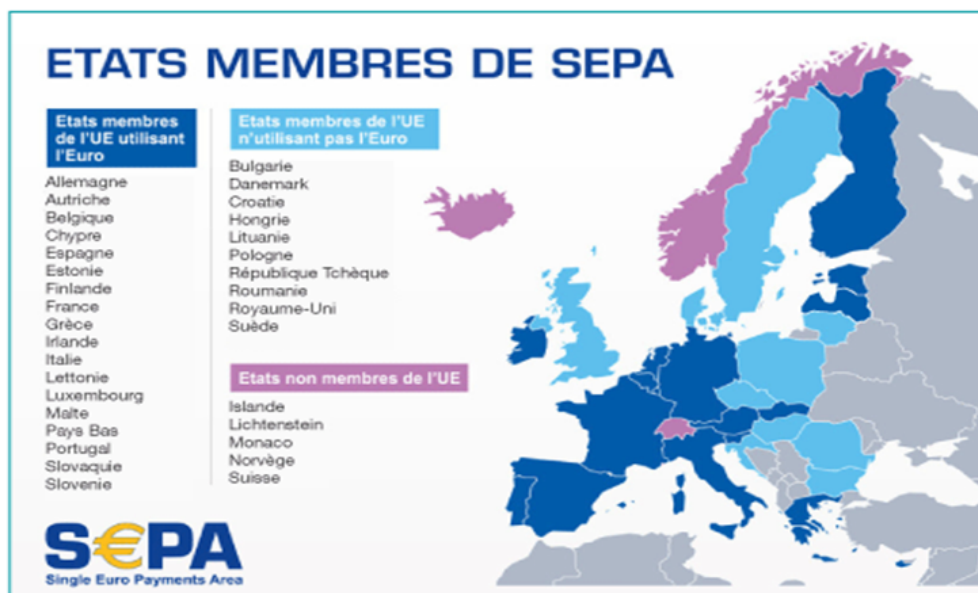 ETATS MEMBRES DE SEPA
Etats membres
de l'UE utilisant
l'Euro
Allemagne
Autriche
Belgique
Chypre
Espagne
Estonie
Finlande
France
Grèce
Irlande
Italie
Lettonie
Luxembourg
Malte
Pays Bas
Portugal
Slovaquie
Slovenie
Etats membres de l'UE
n'utilisant pas l'Euro
Bulgarie
Danemark
Croatie
Hongrie
Lituanie
Pologne
République Tchèque
Roumanie
Royaume-Uni
Suède
Etats non membres de l'UE
Islande
Lichtenstein
Monaco
Norvège
Suisse
S€PA
Single Euro Payments Area